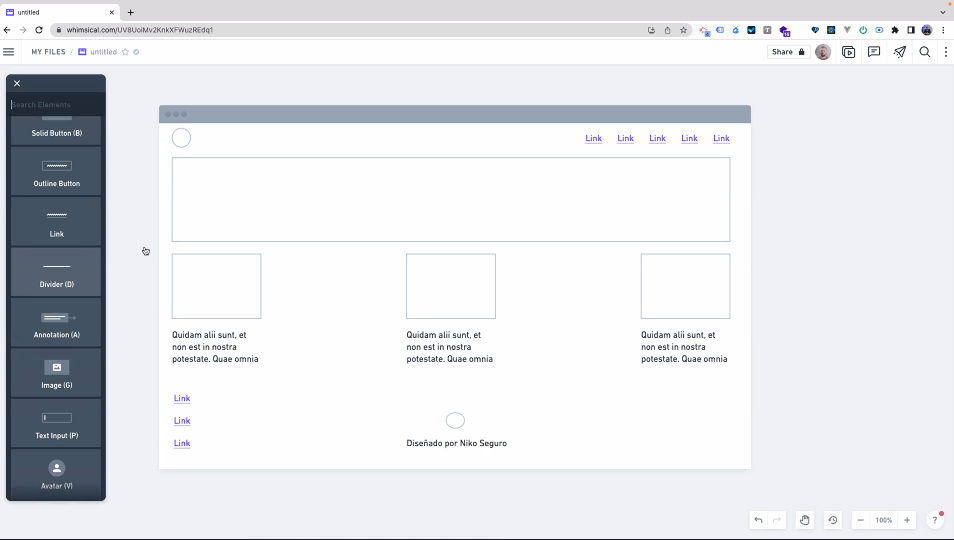 untitled
whimsical.com/UV8UoiMv2KnkXFWuzREdq1
MY FILES / untitled
Share
Search Elements
Solid Button (B)
Outline Button
Link
Divider (D)
Annotation (A)
Image (G)
Text Input (P)
Avatar (V)
Link Link Link Link Link
Quidam alii sunt, et
non est in nostra
potestate. Quae omnia
Quidam alii sunt, et
non est in nostra
potestate. Quae omnia
Quidam alii sunt, et
non est in nostra
potestate. Quae omnia
Link
Link
Link
Diseñado por Niko Seguro
100%
?